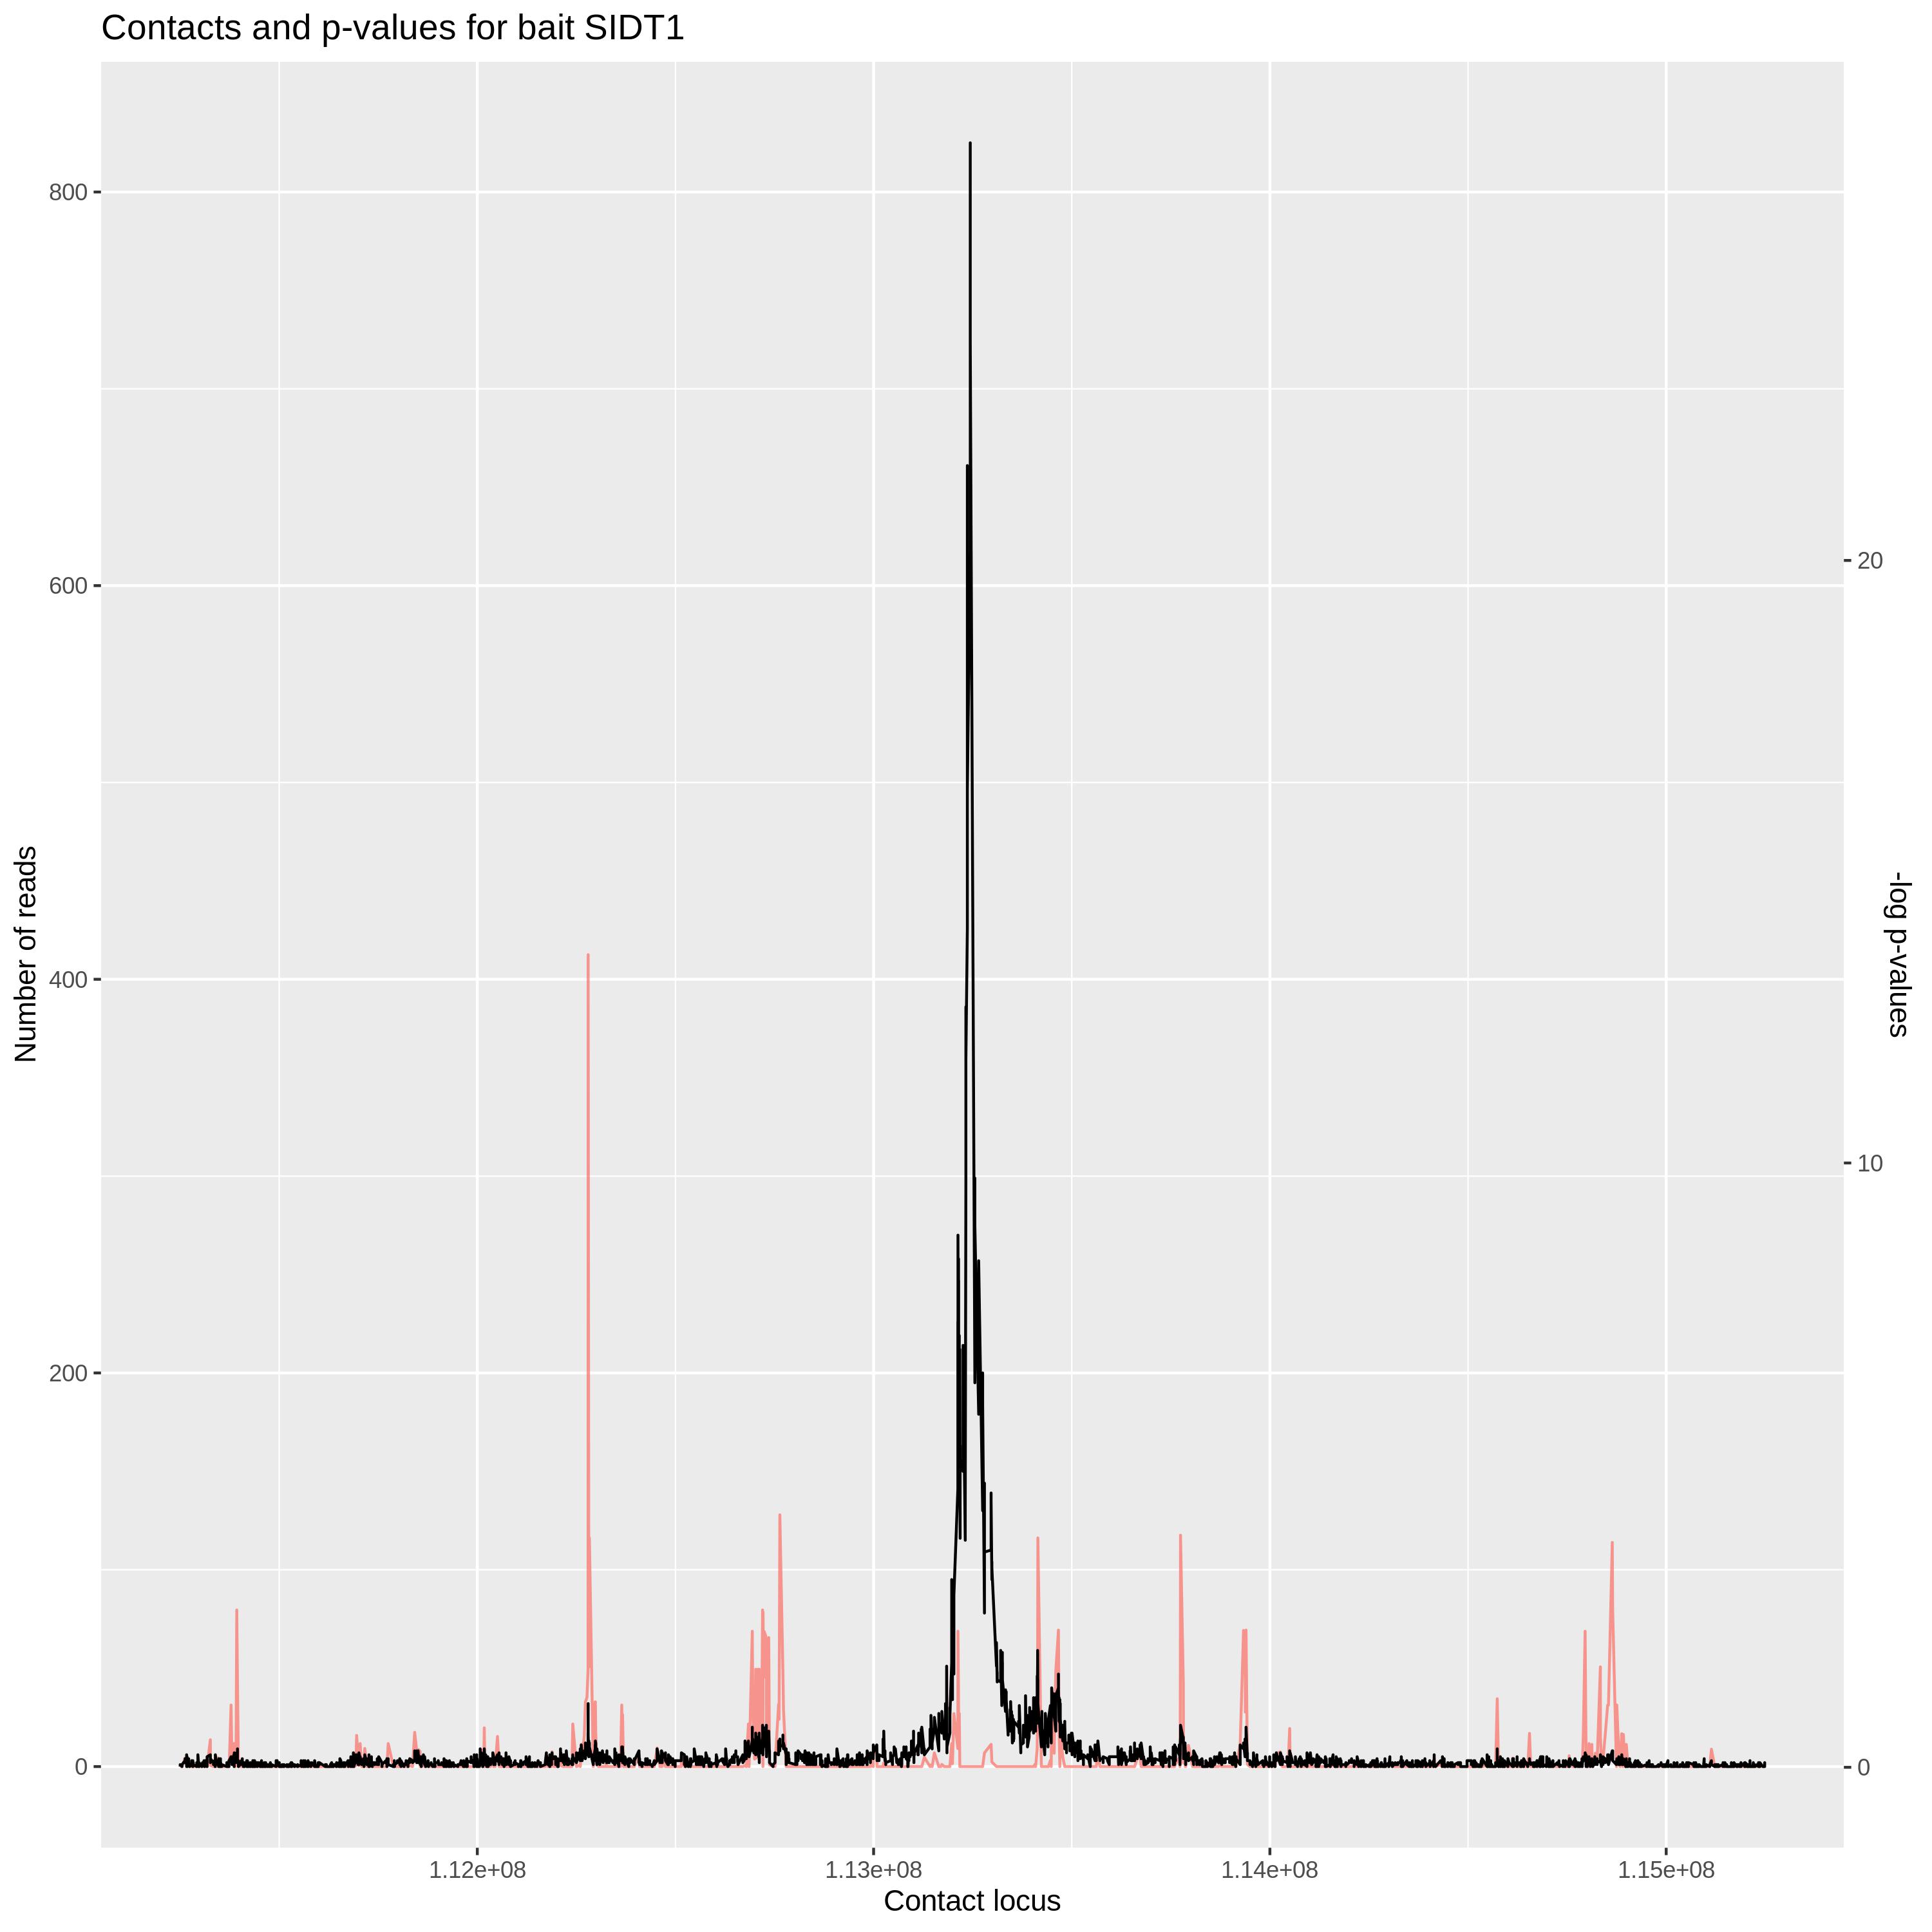 Contacts and p-values for bait SIDT1
800
600
400
200
0
Number of reads
20
10
0
-log p-values
1.12e+08
1.13e+08
1.14e+08
1.15e+08
Contact locus